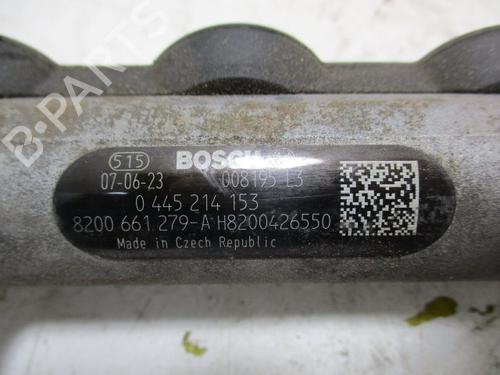 B-PARTS
515
BOSCH
07-06-23 008195 L3
0 445 214 153
8200 661 279-A H8200426550
Made in Czech Republic